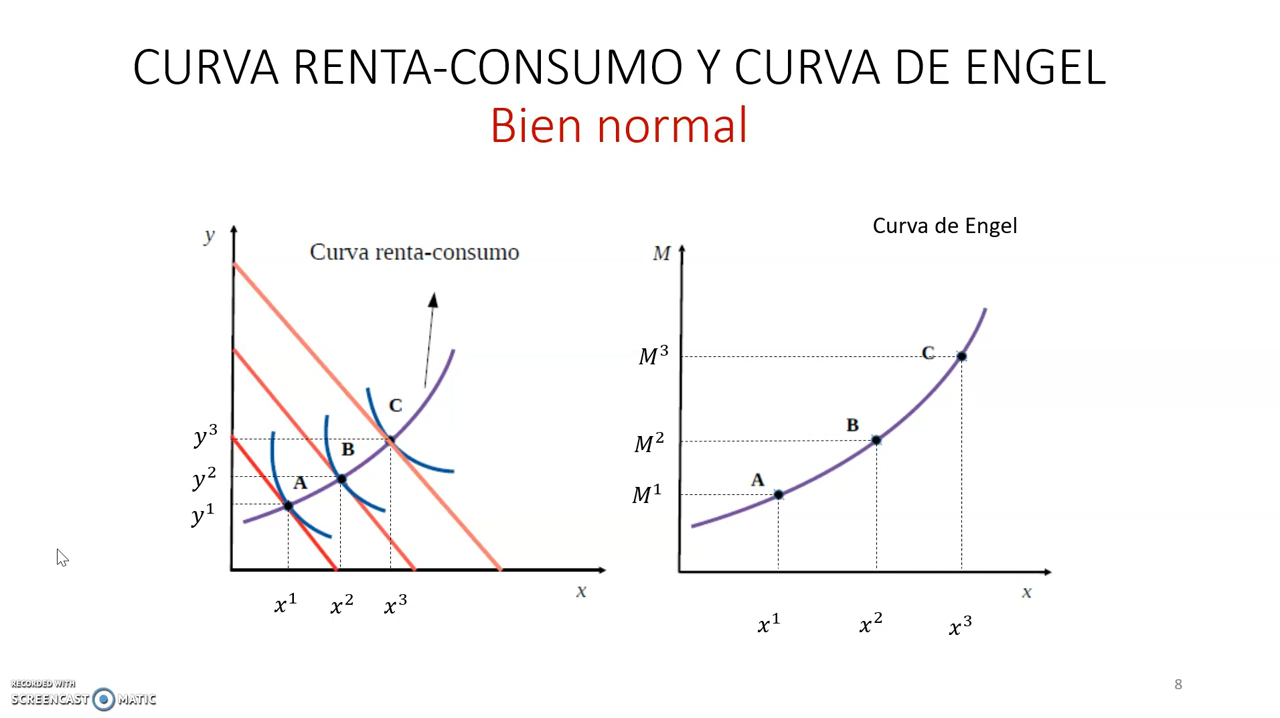 CURVA RENTA-CONSUMO Y CURVA DE ENGEL
Bien normal
y
Curva renta-consumo
C
B
A
y³
y²
y¹
x
x¹ x² x³
Curva de Engel
M
M³
M²
M¹
C
B
A
x
x¹ x² x³
RECORDED WITH
SCREENCAST MATIC
8